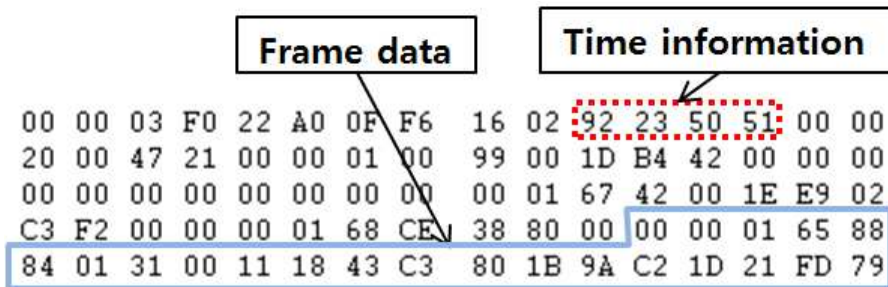 Frame data
Time information
00 00 03 F0 22 A0 0F F6 16 02 92 23 50 51 00 00
20 00 47 21 00 00 01 00 99 00 1D B4 42 00 00 00
00 00 00 00 00 00 00 00 00 01 67 42 00 1E E9 02
C3 F2 00 00 00 01 68 CE 38 80 00 00 00 01 65 88
84 01 31 00 11 18 43 C3 80 1B 9A C2 1D 21 FD 79